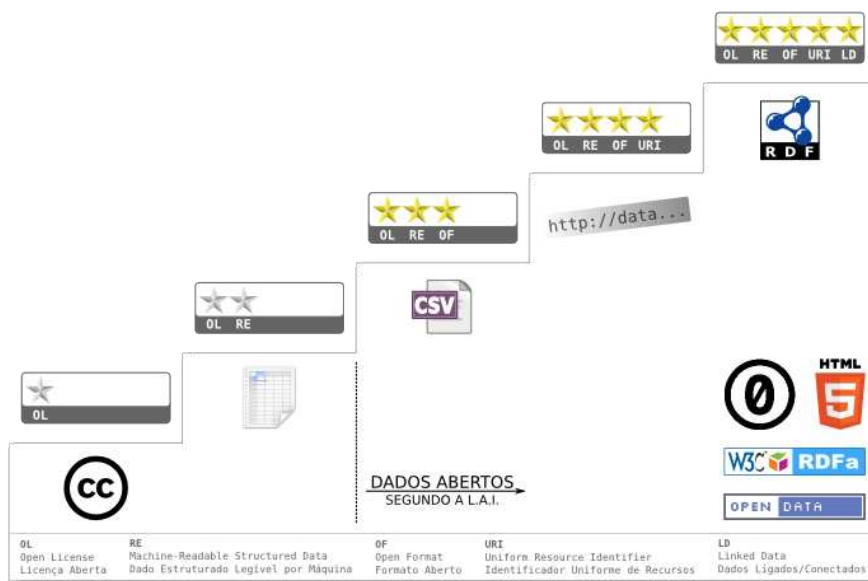 OL RE OF URI LD
RDF
OL RE OF URI
http://data...
OL RE OF
CSV
OL RE
OL
CC
DADOS ABERTOS
SEGUNDO A L.A.I.
0
HTML
5
W3C RDFa
OPEN DATA
OL
Open License
Licença Aberta
RE
Machine-Readable Structured Data
Dado Estruturado Legível por Máquina
OF
Open Format
Formato Aberto
URI
Uniform Resource Identifier
Identificador Uniforme de Recursos
LD
Linked Data
Dados Ligados/Conectados